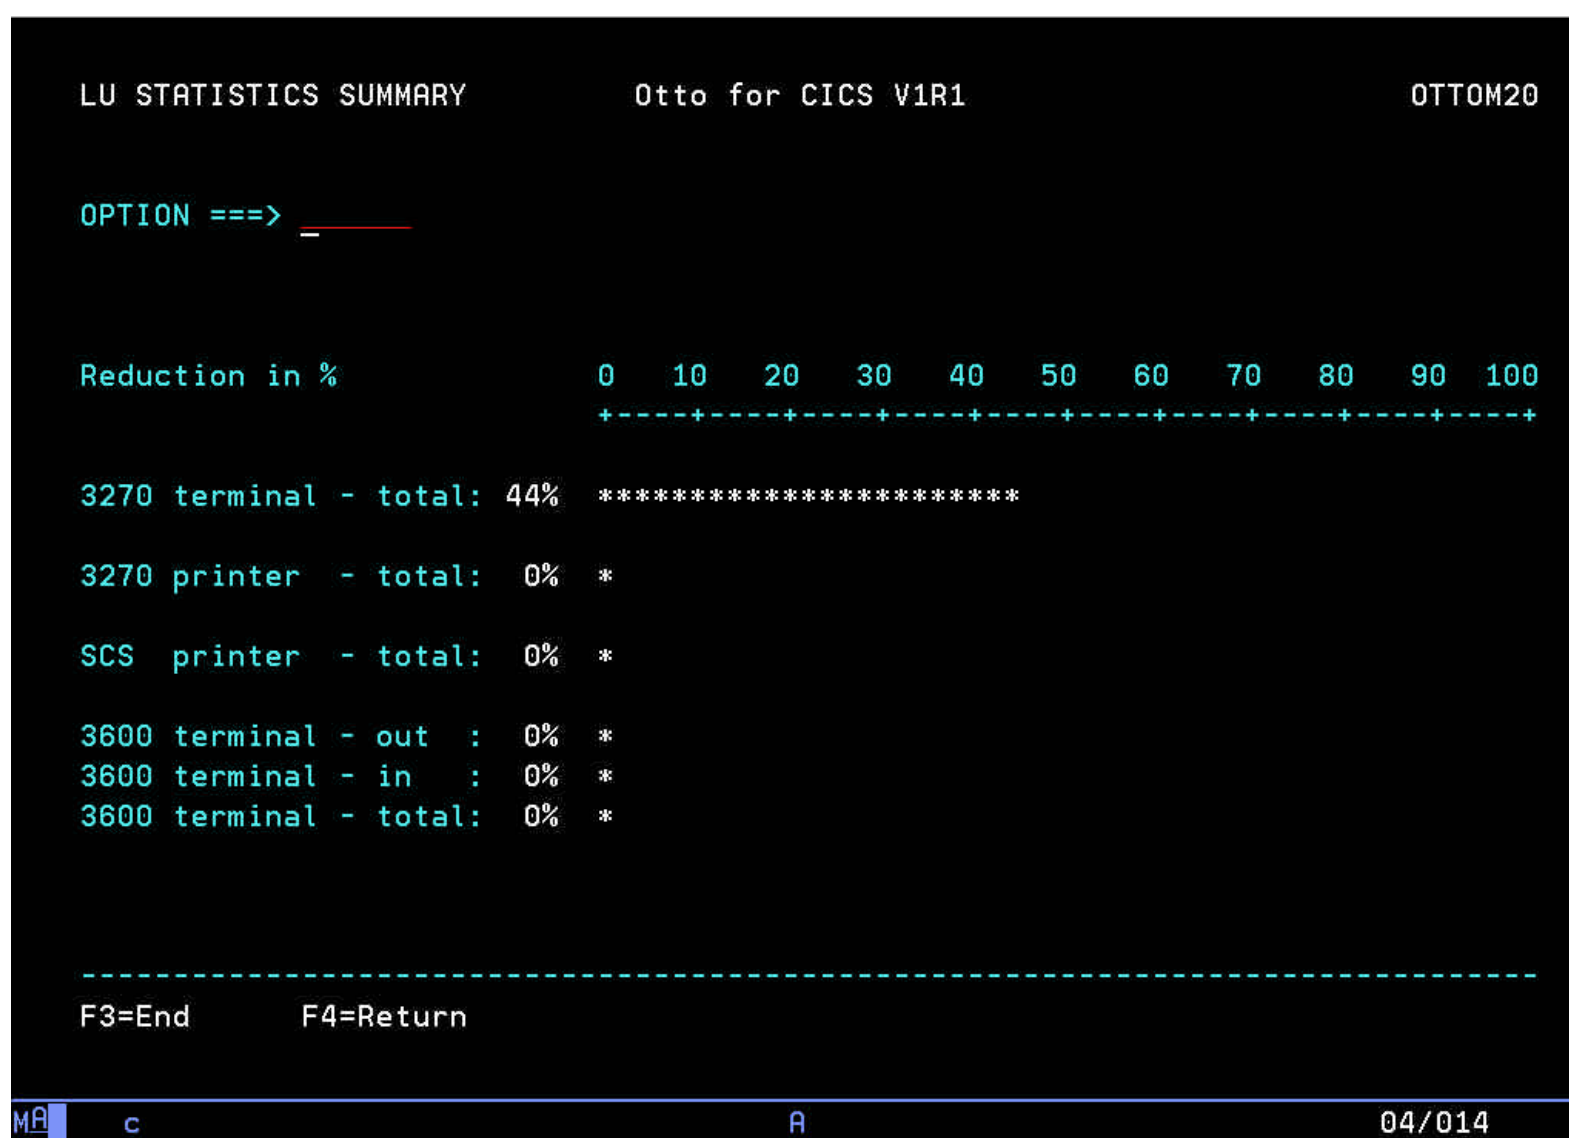 LU STATISTICS SUMMARY Otto for CICS V1R1 OTTOM20
OPTION ===> ______
Reduction in % 0 10 20 30 40 50 60 70 80 90 100
+----+----+----+----+----+----+----+----+----+----+
3270 terminal - total: 44% ***********************
3270 printer - total: 0% *
SCS printer - total: 0% *
3600 terminal - out : 0% *
3600 terminal - in : 0% *
3600 terminal - total: 0% *
-------------------------------------------------------------------------------
F3=End F4=Return
MA c A 04/014